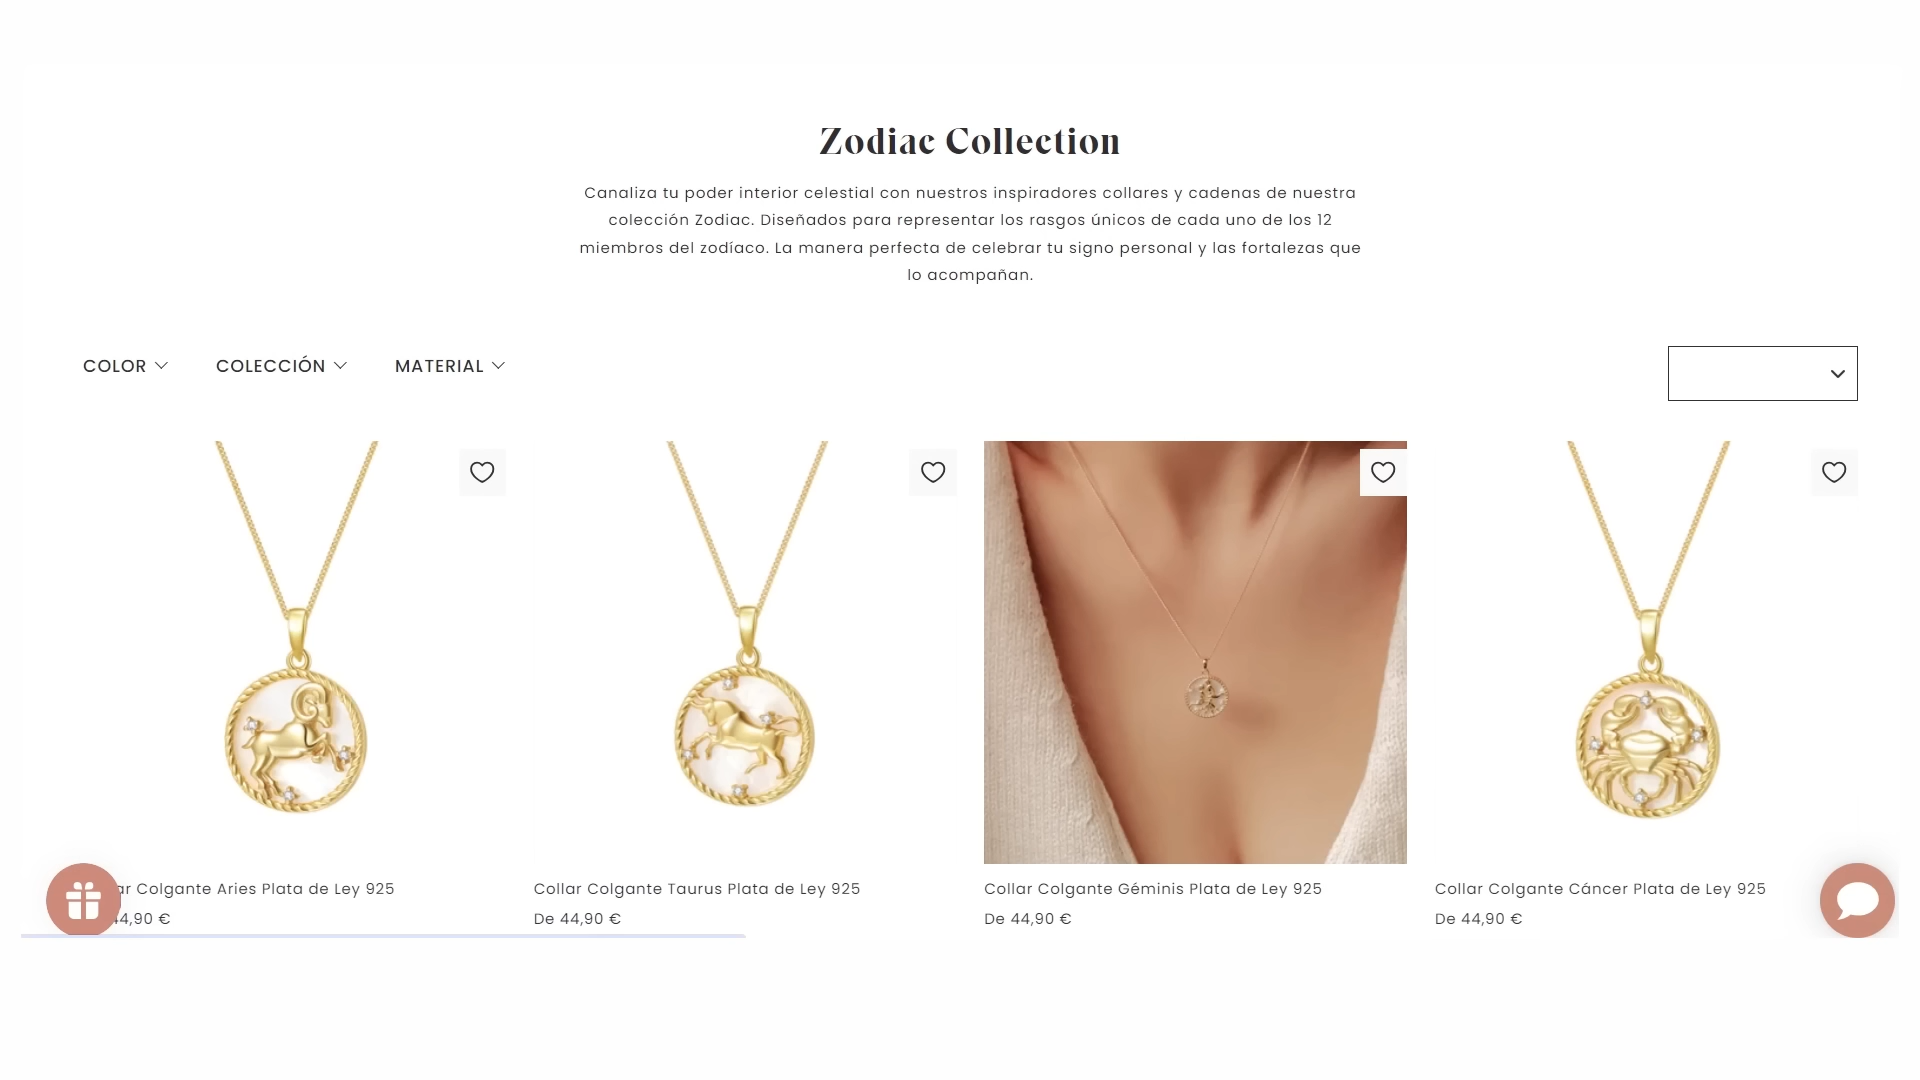 Zodiac Collection
Canaliza tu poder interior celestial con nuestros inspiradores collares y cadenas de nuestra
colección Zodiac. Diseñados para representar los rasgos únicos de cada uno de los 12
miembros del zodíaco. La manera perfecta de celebrar tu signo personal y las fortalezas que
lo acompañan.
COLOR COLECCIÓN MATERIAL
ar Colgante Aries Plata de Ley 925
44,90 €
Collar Colgante Taurus Plata de Ley 925
De 44,90 €
Collar Colgante Géminis Plata de Ley 925
De 44,90 €
Collar Colgante Cáncer Plata de Ley 925
De 44,90 €